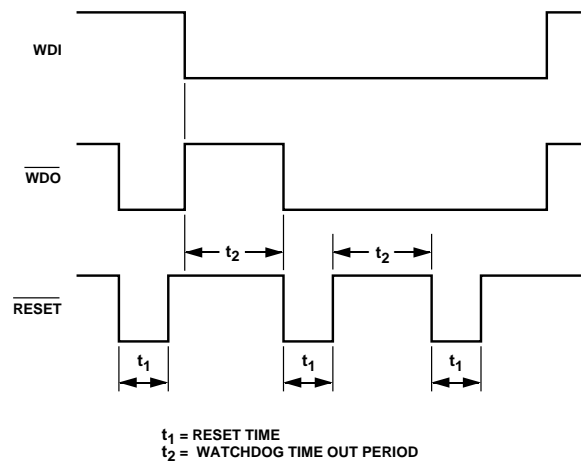 WDI
WDO
t2
t2
RESET
t1
t1
t1
t1 = RESET TIME
t2 = WATCHDOG TIME OUT PERIOD